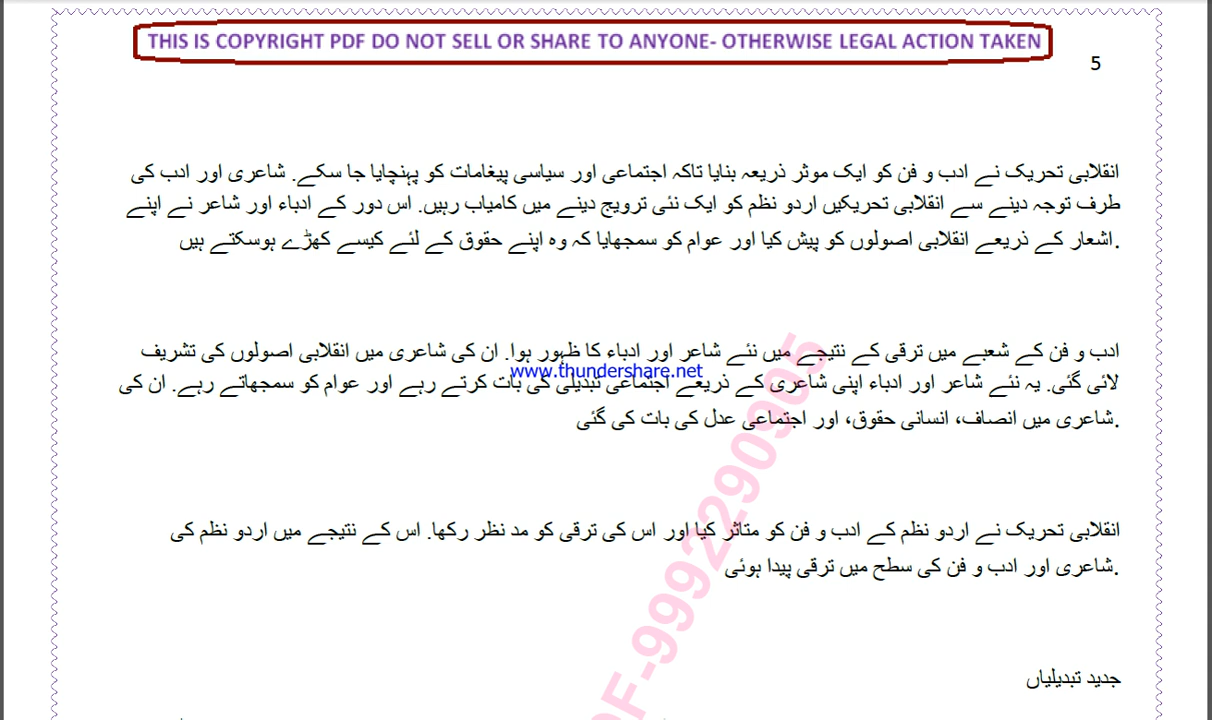 THIS IS COPYRIGHT PDF DO NOT SELL OR SHARE TO ANYONE- OTHERWISE LEGAL ACTION TAKEN
5
انقلابی تحریک نے ادب و فن کو ایک موثر ذریعہ بنایا تاکہ اجتماعی اور سیاسی پیغامات کو پہنچایا جا سکے. شاعری اور ادب کی
طرف توجہ دینے سے انقلابی تحریکیں اردو نظم کو ایک نئی ترویج دینے میں کامیاب رہیں. اس دور کے ادباء اور شاعر نے اپنے
اشعار کے ذریعے انقلابی اصولوں کو پیش کیا اور عوام کو سمجھایا کہ وہ اپنے حقوق کے لئے کیسے کھڑے ہوسکتے ہیں.
ادب و فن کے شعبے میں ترقی کے نتیجے میں نئے شاعر اور ادباء کا ظہور ہوا. ان کی شاعری میں انقلابی اصولوں کی تشریف
www.thundershare.net
لائی گئی. یہ نئے شاعر اور ادباء اپنی شاعری کے ذریعے اجتماعی تبدیلی کی بات کرتے رہے اور عوام کو سمجھاتے رہے. ان کی
شاعری میں انصاف، انسانی حقوق، اور اجتماعی عدل کی بات کی گئی.
انقلابی تحریک نے اردو نظم کے ادب و فن کو متاثر کیا اور اس کی ترقی کو مد نظر رکھا. اس کے نتیجے میں اردو نظم کی
شاعری اور ادب و فن کی سطح میں ترقی پیدا ہوئی.
جدید تبدیلیاں